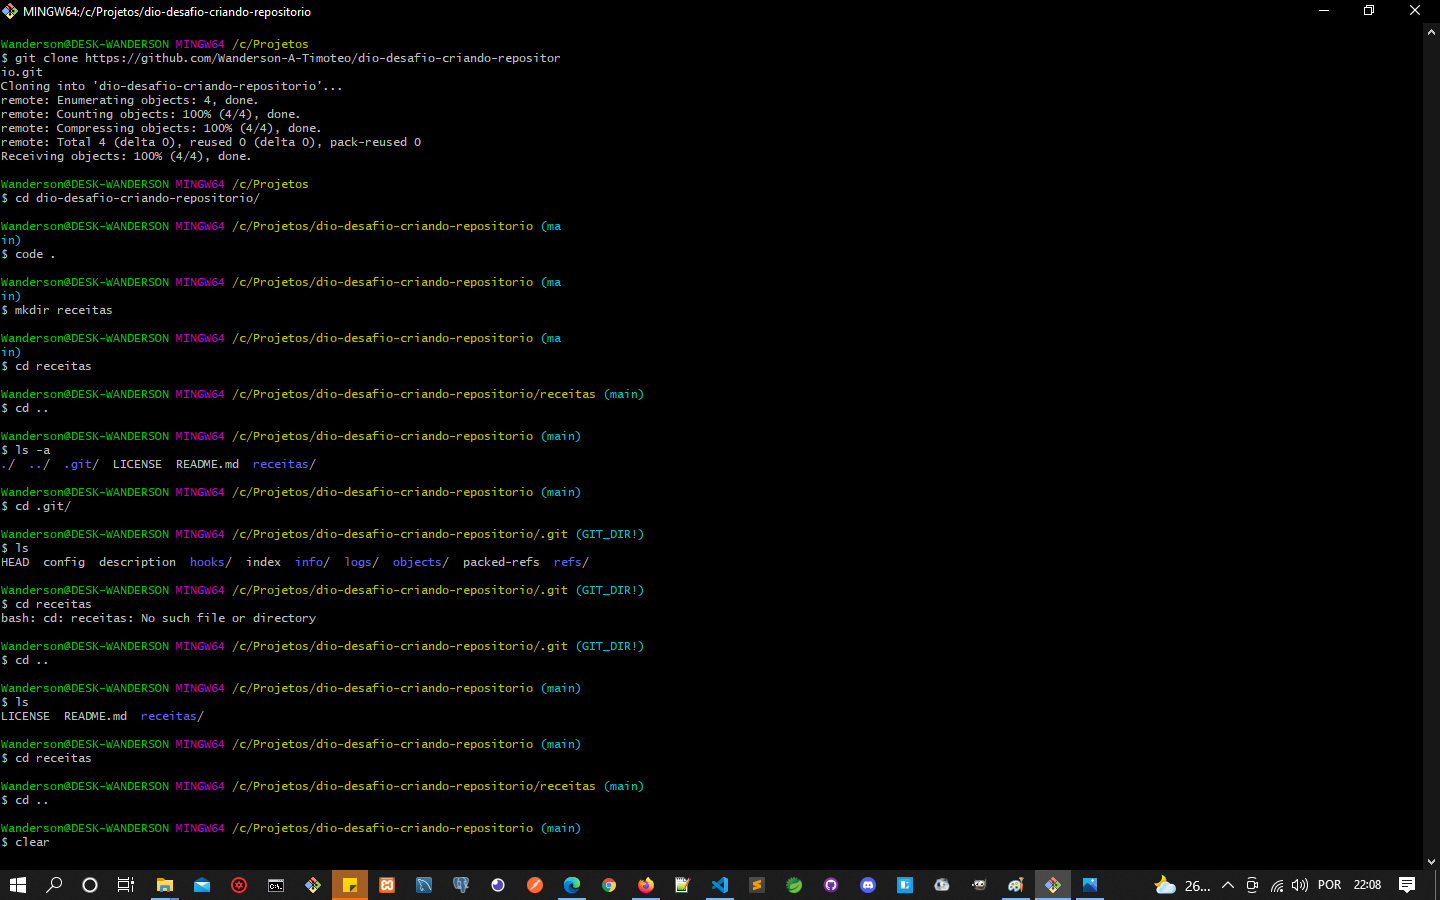 MINGW64:/c/Projetos/dio-desafio-criando-repositorio
Wanderson@DESK-WANDERSON MINGW64 /c/Projetos
$ git clone https://github.com/Wanderson-A-Timoteo/dio-desafio-criando-repositor
io.git
Cloning into 'dio-desafio-criando-repositorio'...
remote: Enumerating objects: 4, done.
remote: Counting objects: 100% (4/4), done.
remote: Compressing objects: 100% (4/4), done.
remote: Total 4 (delta 0), reused 0 (delta 0), pack-reused 0
Receiving objects: 100% (4/4), done.
Wanderson@DESK-WANDERSON MINGW64 /c/Projetos
$ cd dio-desafio-criando-repositorio/
Wanderson@DESK-WANDERSON MINGW64 /c/Projetos/dio-desafio-criando-repositorio (ma
in)
$ code .
Wanderson@DESK-WANDERSON MINGW64 /c/Projetos/dio-desafio-criando-repositorio (ma
in)
$ mkdir receitas
Wanderson@DESK-WANDERSON MINGW64 /c/Projetos/dio-desafio-criando-repositorio (ma
in)
$ cd receitas
Wanderson@DESK-WANDERSON MINGW64 /c/Projetos/dio-desafio-criando-repositorio/receitas (main)
$ cd ..
Wanderson@DESK-WANDERSON MINGW64 /c/Projetos/dio-desafio-criando-repositorio (main)
$ ls -a
./  ../  .git/  LICENSE  README.md  receitas/
Wanderson@DESK-WANDERSON MINGW64 /c/Projetos/dio-desafio-criando-repositorio (main)
$ cd .git/
Wanderson@DESK-WANDERSON MINGW64 /c/Projetos/dio-desafio-criando-repositorio/.git (GIT_DIR!)
$ ls
HEAD  config  description  hooks/  index  info/  logs/  objects/  packed-refs  refs/
Wanderson@DESK-WANDERSON MINGW64 /c/Projetos/dio-desafio-criando-repositorio/.git (GIT_DIR!)
$ cd receitas
bash: cd: receitas: No such file or directory
Wanderson@DESK-WANDERSON MINGW64 /c/Projetos/dio-desafio-criando-repositorio/.git (GIT_DIR!)
$ cd ..
Wanderson@DESK-WANDERSON MINGW64 /c/Projetos/dio-desafio-criando-repositorio (main)
$ ls
LICENSE  README.md  receitas/
Wanderson@DESK-WANDERSON MINGW64 /c/Projetos/dio-desafio-criando-repositorio (main)
$ cd receitas
Wanderson@DESK-WANDERSON MINGW64 /c/Projetos/dio-desafio-criando-repositorio/receitas (main)
$ cd ..
Wanderson@DESK-WANDERSON MINGW64 /c/Projetos/dio-desafio-criando-repositorio (main)
$ clear
26... POR 22:08